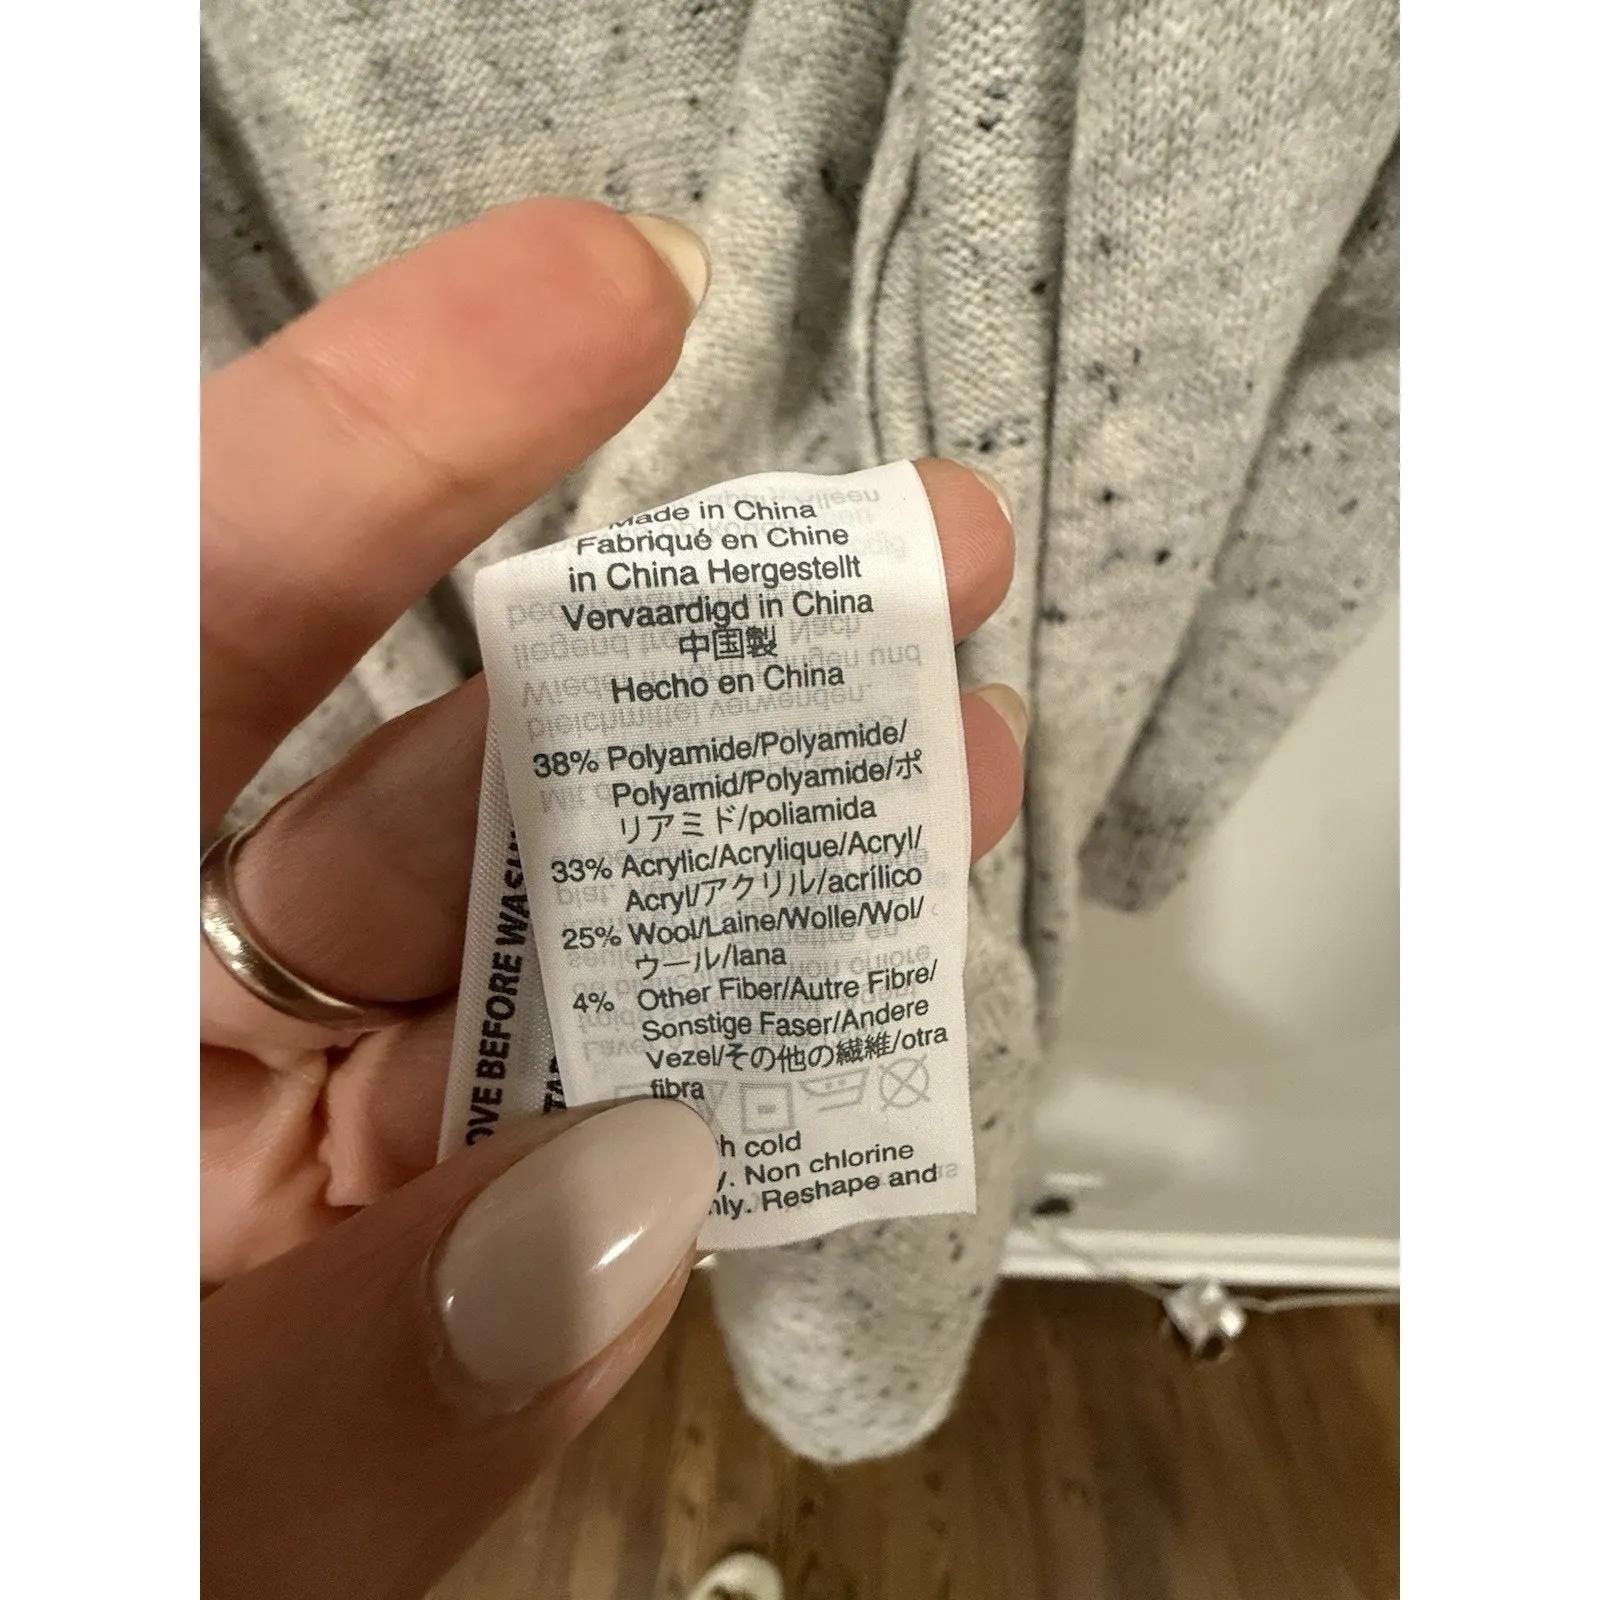 Made in China
Fabriqué en Chine
in China Hergestellt
Vervaardigd in China
中国製
Hecho en China
38% Polyamide/Polyamide/
Polyamid/Polyamide/ポ
リアミド/poliamida
33% Acrylic/Acrylique/Acryl/
Acryl/アクリル/acrílico
25% Wool/Laine/Wolle/Wol/
ウール/lana
4% Other Fiber/Autre Fibre/
Sonstige Faser/Andere
Vezel/その他の繊維/otra
fibra
cold
Non chlorine
Reshape and
BEFORE